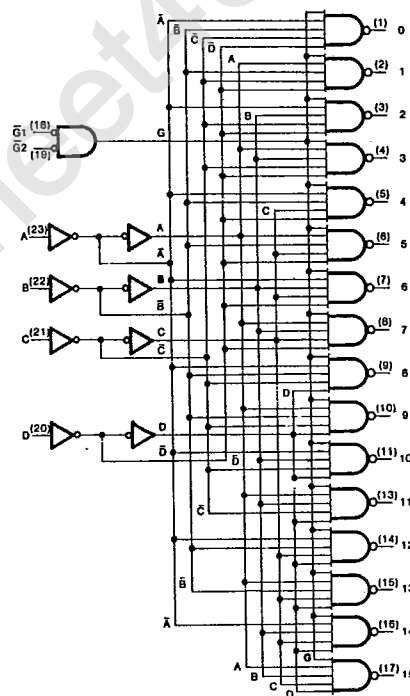 Ā
B̄
C̄
D̄
(1) 0
A
(2) 1
B
(3) 2
Ḡ1 (18)
Ḡ2 (19)
G
(4) 3
(5) 4
C
(6) 5
A (23)
A
Ā
(7) 6
B (22)
B
B̄
(8) 7
C (21)
C
C̄
(9) 8
D
(10) 9
D (20)
D
D̄
D̄
(11) 10
(13) 11
C̄
(14) 12
B̄
(15) 13
Ā
(16) 14
G
A
B
C
D
(17) 15